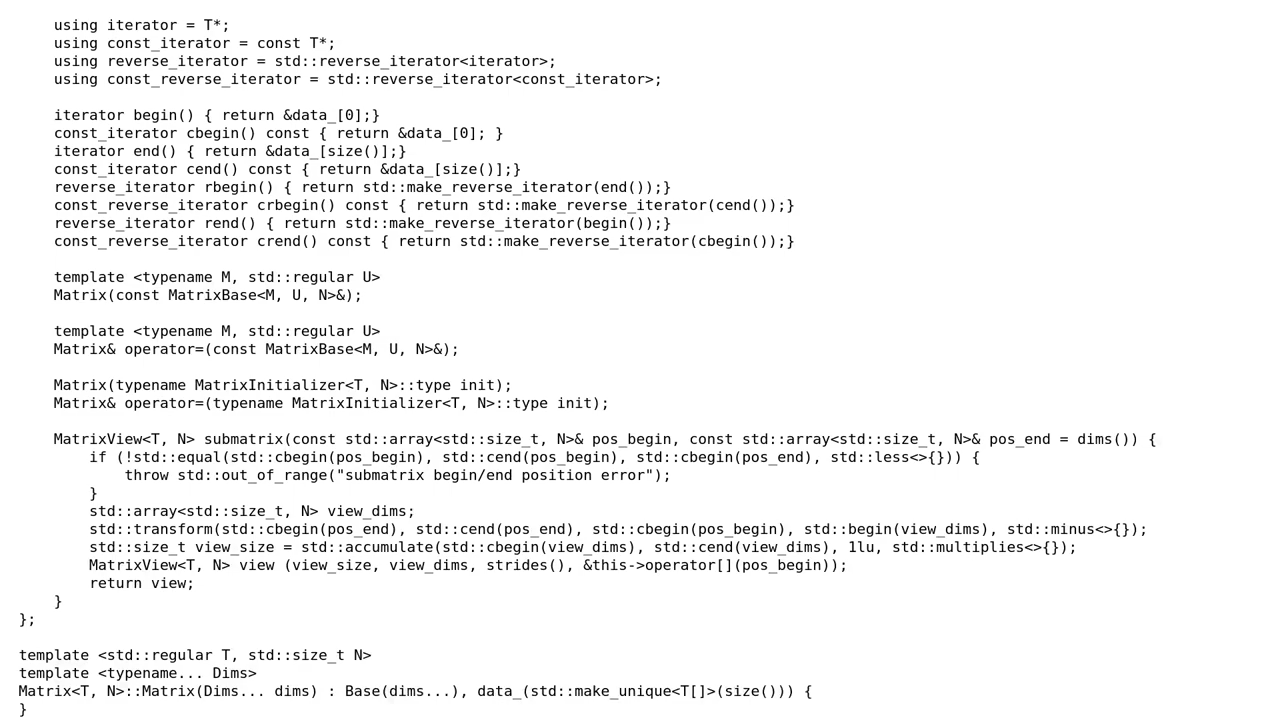 using iterator = T*;
using const_iterator = const T*;
using reverse_iterator = std::reverse_iterator<iterator>;
using const_reverse_iterator = std::reverse_iterator<const_iterator>;
iterator begin() { return &data_[0];}
const_iterator cbegin() const { return &data_[0]; }
iterator end() { return &data_[size()];}
const_iterator cend() const { return &data_[size()];}
reverse_iterator rbegin() { return std::make_reverse_iterator(end());}
const_reverse_iterator crbegin() const { return std::make_reverse_iterator(cend());}
reverse_iterator rend() { return std::make_reverse_iterator(begin());}
const_reverse_iterator crend() const { return std::make_reverse_iterator(cbegin());}
template <typename M, std::regular U>
Matrix(const MatrixBase<M, U, N>&);
template <typename M, std::regular U>
Matrix& operator=(const MatrixBase<M, U, N>&);
Matrix(typename MatrixInitializer<T, N>::type init);
Matrix& operator=(typename MatrixInitializer<T, N>::type init);
MatrixView<T, N> submatrix(const std::array<std::size_t, N>& pos_begin, const std::array<std::size_t, N>& pos_end = dims()) {
if (!std::equal(std::cbegin(pos_begin), std::cend(pos_begin), std::cbegin(pos_end), std::less<>{})) {
throw std::out_of_range("submatrix begin/end position error");
}
std::array<std::size_t, N> view_dims;
std::transform(std::cbegin(pos_end), std::cend(pos_end), std::cbegin(pos_begin), std::begin(view_dims), std::minus<>{});
std::size_t view_size = std::accumulate(std::cbegin(view_dims), std::cend(view_dims), 1lu, std::multiplies<>{});
MatrixView<T, N> view (view_size, view_dims, strides(), &this->operator[](pos_begin));
return view;
}
};
template <std::regular T, std::size_t N>
template <typename... Dims>
Matrix<T, N>::Matrix(Dims... dims) : Base(dims...), data_(std::make_unique<T[]>(size())) {
}